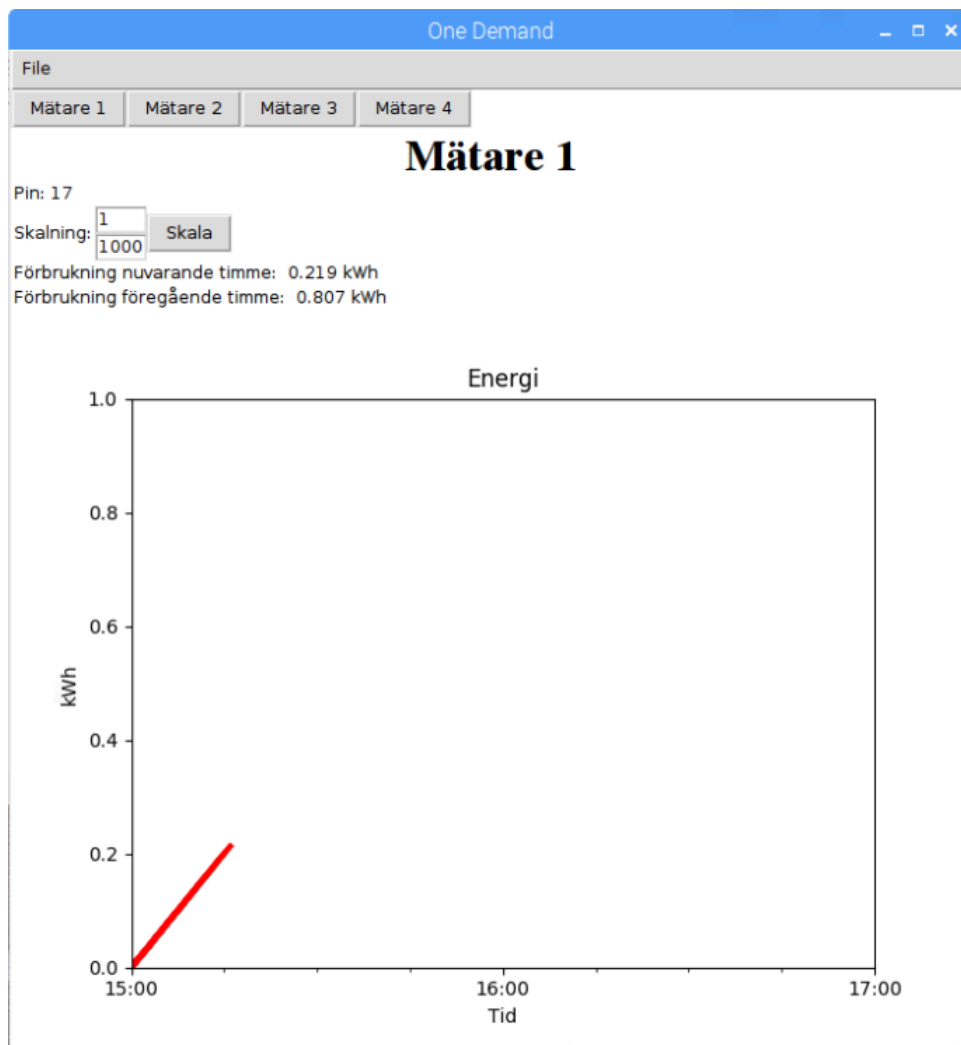 One Demand
File
Mätare 1 Mätare 2 Mätare 3 Mätare 4
Mätare 1
Pin: 17
Skalning: 1 Skala
1000
Förbrukning nuvarande timme: 0.219 kWh
Förbrukning föregående timme: 0.807 kWh
Energi
1.0
0.8
0.6
kWh
0.4
0.2
0.0
15:00 16:00 17:00
Tid